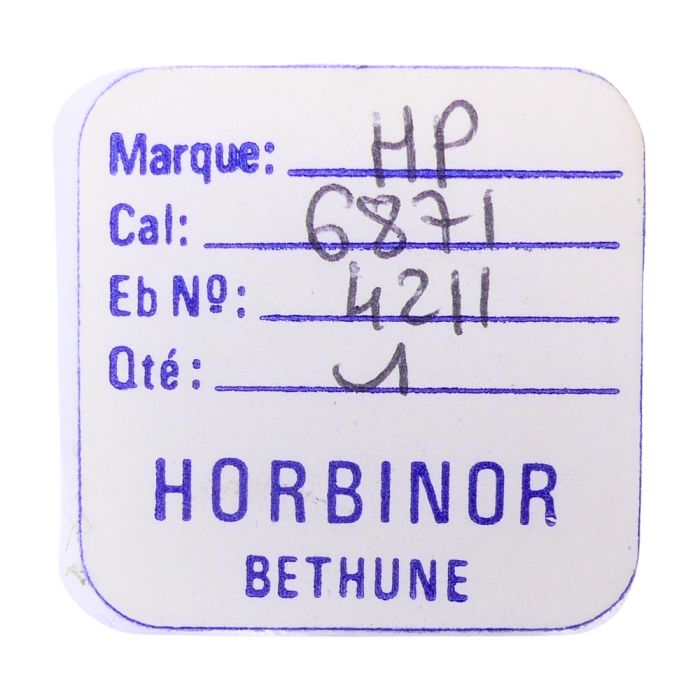 Marque: HP
Cal: 6871
Eb Nº: 4211
Qté: 1
HORBINOR
BETHUNE